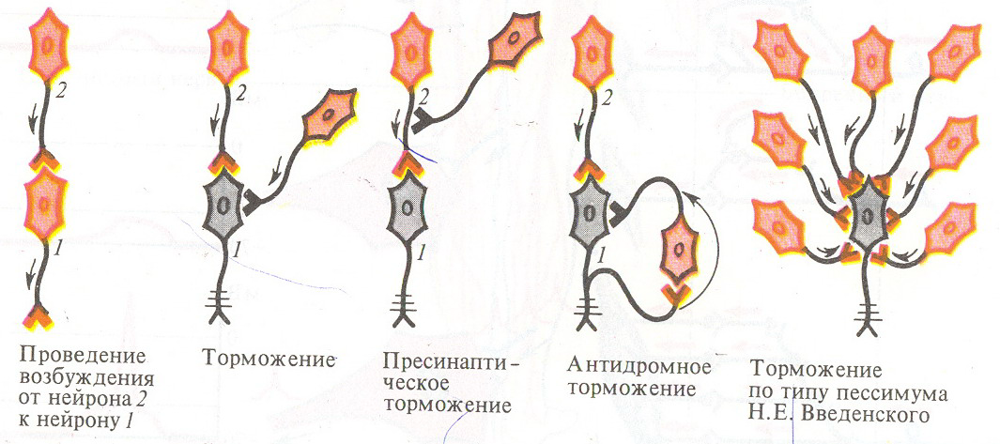 2
1
Проведение
возбуждения
от нейрона 2
к нейрону 1
2
1
Торможение
2
1
Пресинапти-
ческое
торможение
2
1
Антидромное
торможение
Торможение
по типу пессимума
Н.Е. Введенского